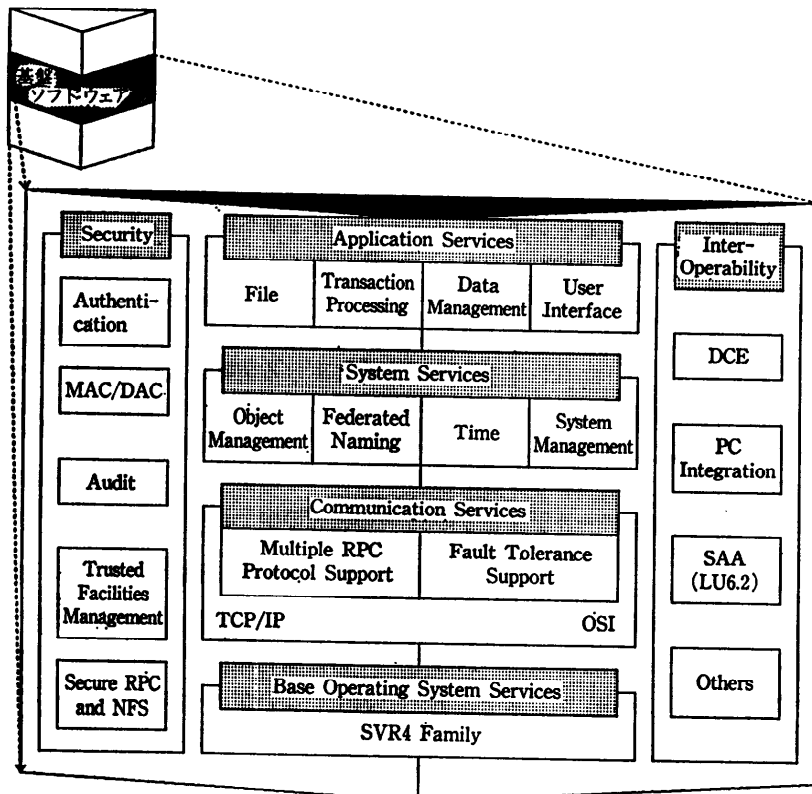 基盤
ソフトウェア
Security
Authenti-
cation
MAC/DAC
Audit
Trusted
Facilities
Management
Secure RPC
and NFS
Application Services
File
Transaction
Processing
Data
Management
User
Interface
System Services
Object
Management
Federated
Naming
Time
System
Management
Communication Services
Multiple RPC
Protocol Support
Fault Tolerance
Support
TCP/IP
OSI
Base Operating System Services
SVR4 Family
Inter-
Operability
DCE
PC
Integration
SAA
(LU6.2)
Others